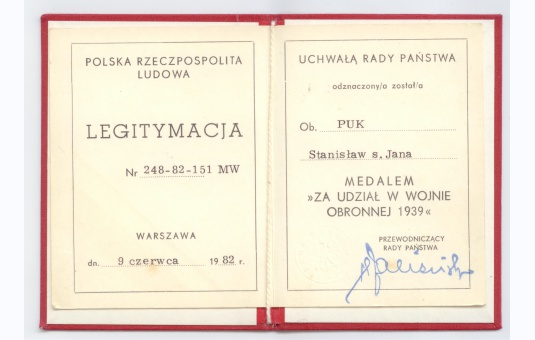 POLSKA RZECZPOSPOLITA
LUDOWA
LEGITYMACJA
Nr 248-82-151 MW
WARSZAWA
dn. 9 czerwca 1982 r.
UCHWAŁĄ RADY PAŃSTWA
odznaczony/a został/a
Ob. PUK
Stanisław s, Jana
MEDALEM
»ZA UDZIAŁ W WOJNIE
OBRONNEJ 1939«
PRZEWODNICZĄCY
RADY PAŃSTWA